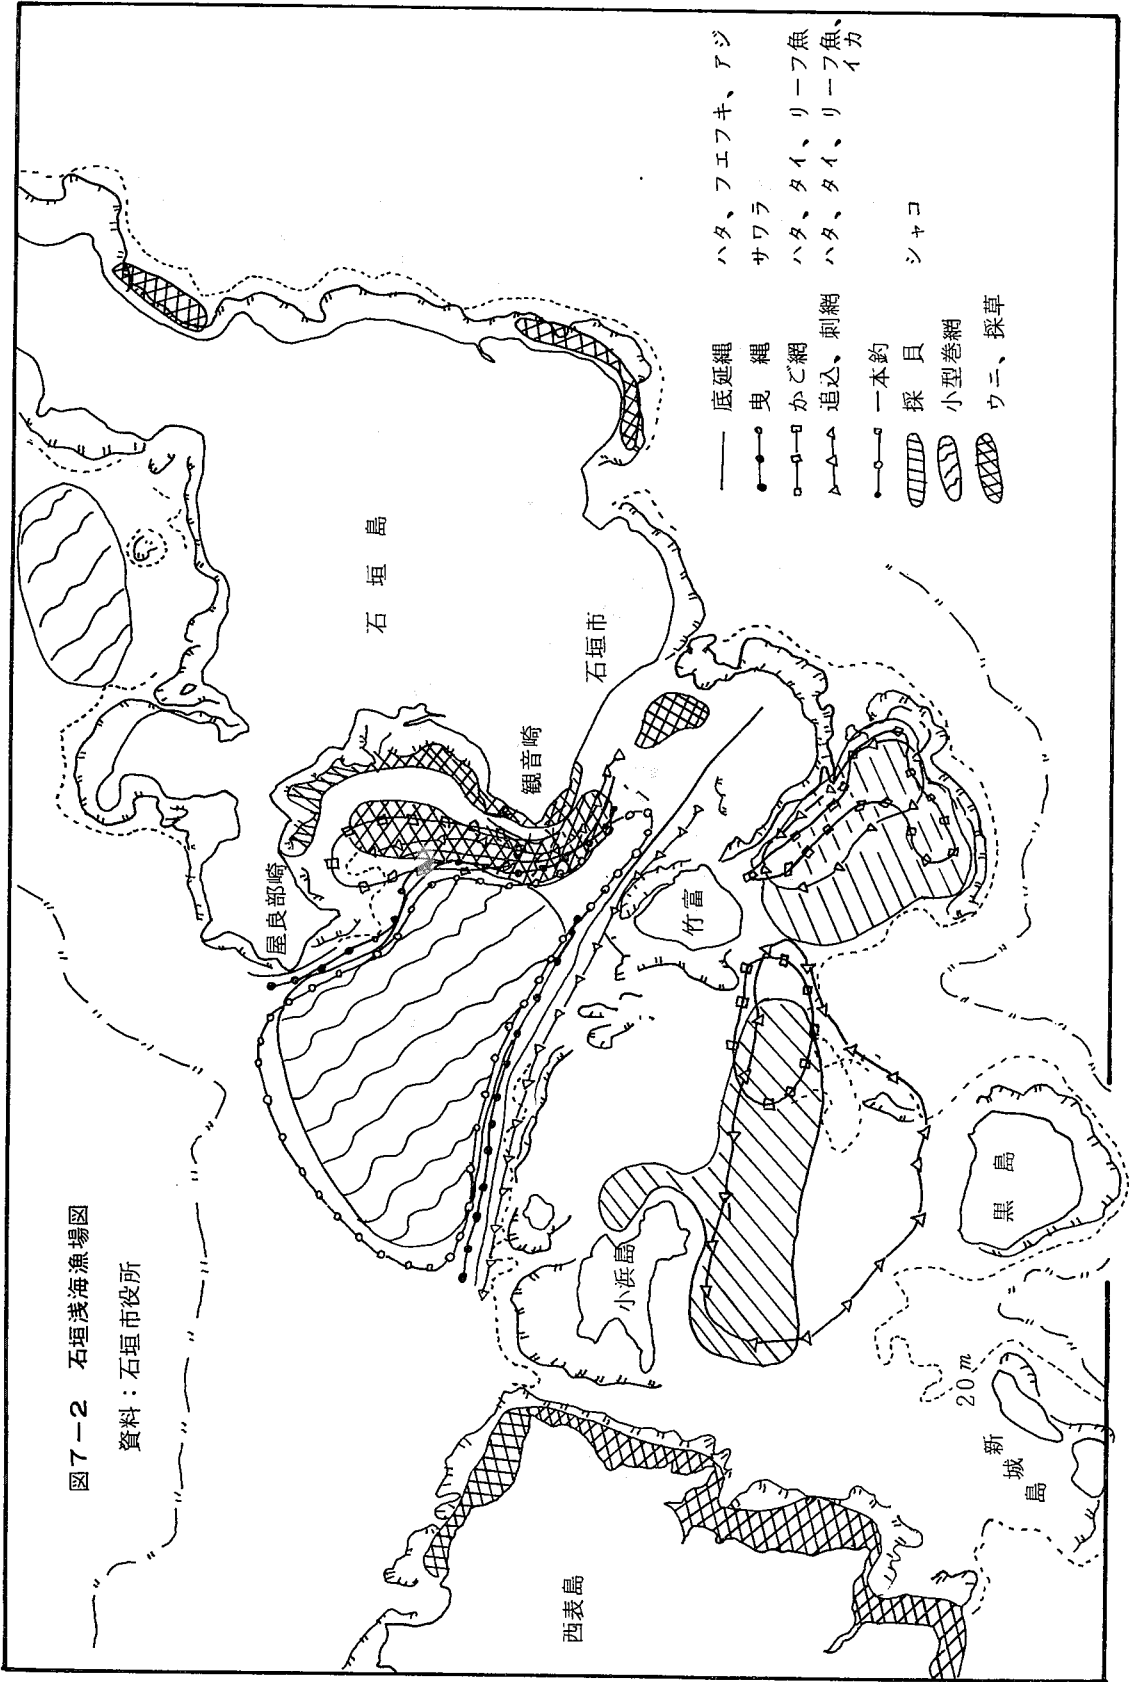 図7-2 石垣浅海漁場図
資料：石垣市役所
屋良部崎
観音崎
石垣島
石垣市
竹富
小浜島
西表島
黒島
新城島
20m
底延縄 ハタ、フエフキ、アジ
曳縄 サワラ
かご網 ハタ、タイ、リーフ魚
追込、刺網 ハタ、タイ、リーフ魚、
イカ
一本釣
採貝 シャコ
小型巻網
ウニ、採草